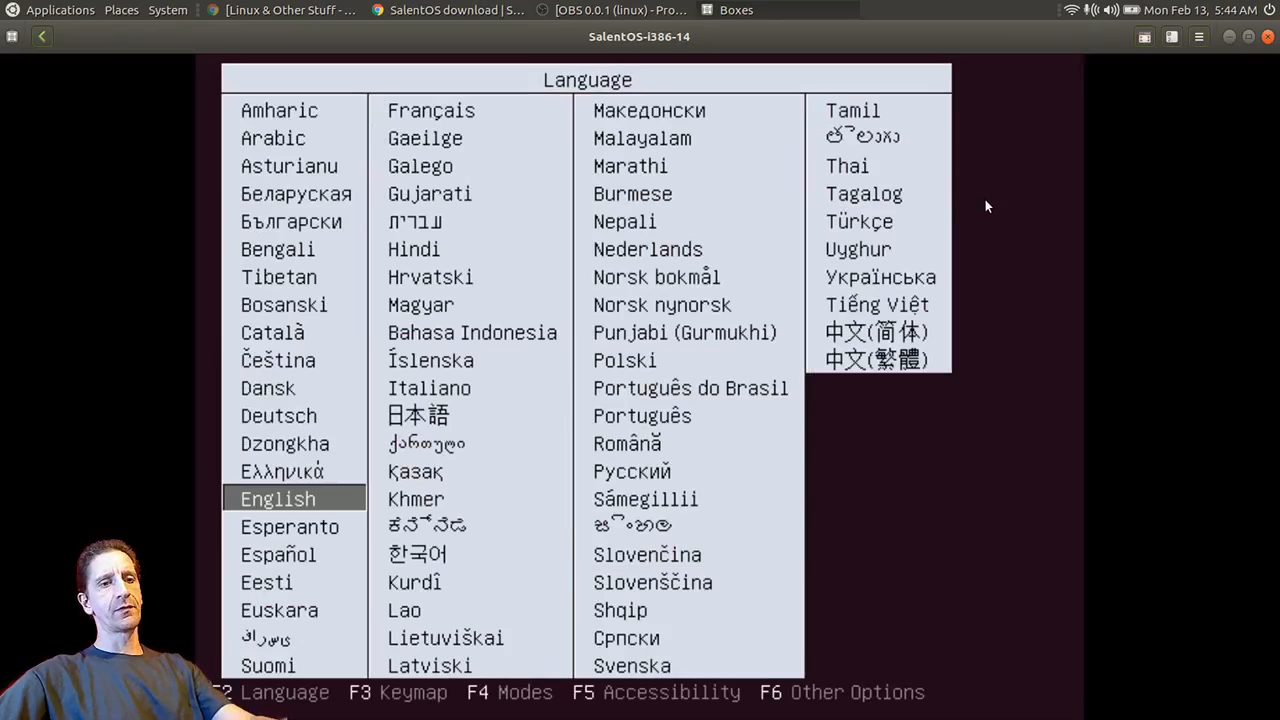 Applications Places System [Linux & Other Stuff - ... SalentOS download | S... [OBS 0.0.1 (linux) - Pro... Boxes Mon Feb 13, 5:44 AM
SalentOS-i386-14
Language
Amharic
Arabic
Asturianu
Беларуская
Български
Bengali
Tibetan
Bosanski
Català
Čeština
Dansk
Deutsch
Dzongkha
Ελληνικά
English
Esperanto
Español
Eesti
Euskara
ﯽﺳﺭﺎﻓ
Suomi
Français
Gaeilge
Galego
Gujarati
עברית
Hindi
Hrvatski
Magyar
Bahasa Indonesia
Íslenska
Italiano
日本語
ქართული
Қазақ
Khmer
ಕನ್ನಡ
한국어
Kurdî
Lao
Lietuviškai
Latviski
Македонски
Malayalam
Marathi
Burmese
Nepali
Nederlands
Norsk bokmål
Norsk nynorsk
Punjabi (Gurmukhi)
Polski
Português do Brasil
Português
Română
Русский
Sámegillii
සිංහල
Slovenčina
Slovenščina
Shqip
Српски
Svenska
Tamil
తెలుగు
Thai
Tagalog
Türkçe
Uyghur
Українська
Tiếng Việt
中文(简体)
中文(繁體)
F2 Language F3 Keymap F4 Modes F5 Accessibility F6 Other Options